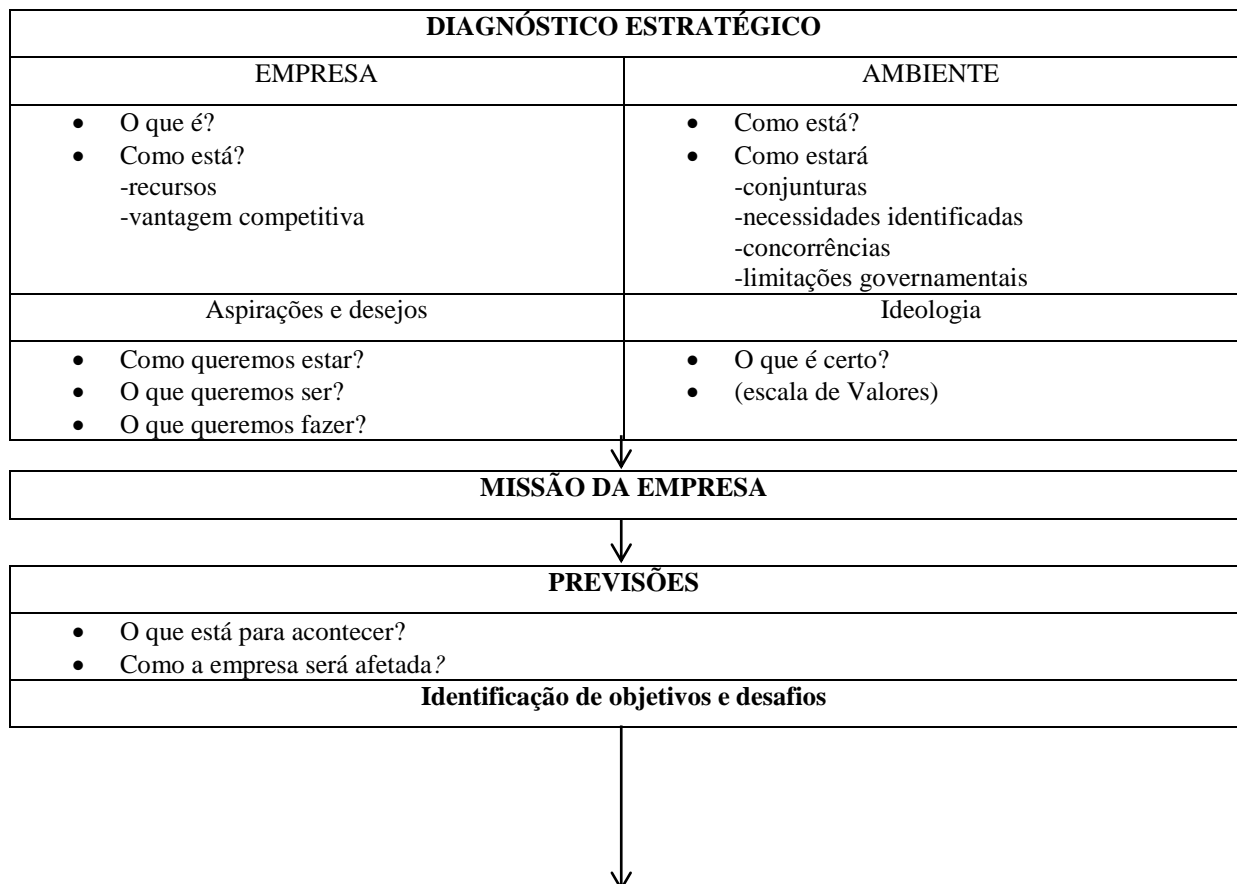 DIAGNÓSTICO ESTRATÉGICO
EMPRESA
AMBIENTE
• O que é?
• Como está?
-recursos
-vantagem competitiva
• Como está?
• Como estará
-conjunturas
-necessidades identificadas
-concorrências
-limitações governamentais
Aspirações e desejos
Ideologia
• Como queremos estar?
• O que queremos ser?
• O que queremos fazer?
• O que é certo?
• (escala de Valores)
MISSÃO DA EMPRESA
PREVISÕES
• O que está para acontecer?
• Como a empresa será afetada?
Identificação de objetivos e desafios